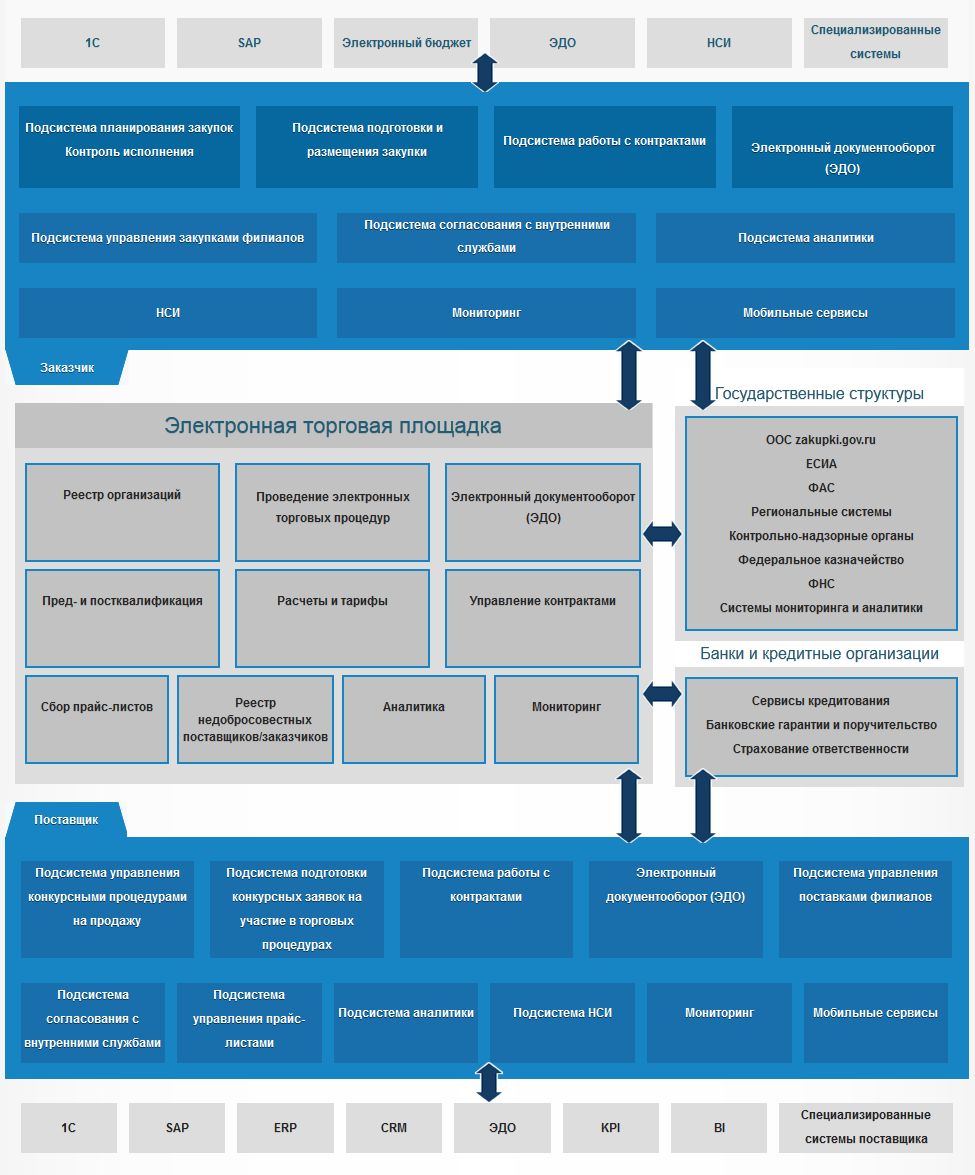 1С
SAP
Электронный бюджет
ЭДО
НСИ
Специализированные
системы
Подсистема планирования закупок
Контроль исполнения
Подсистема подготовки и
размещения закупки
Подсистема работы с контрактами
Электронный документооборот
(ЭДО)
Подсистема управления закупками филиалов
Подсистема согласования с внутренними
службами
Подсистема аналитики
НСИ
Мониторинг
Мобильные сервисы
Заказчик
Электронная торговая площадка
Реестр организаций
Проведение электронных
торговых процедур
Электронный документооборот
(ЭДО)
Пред- и постквалификация
Расчеты и тарифы
Управление контрактами
Сбор прайс-листов
Реестр
недобросовестных
поставщиков/заказчиков
Аналитика
Мониторинг
Государственные структуры
ООС zakupki.gov.ru
ЕСИА
ФАС
Региональные системы
Контрольно-надзорные органы
Федеральное казначейство
ФНС
Системы мониторинга и аналитики
Банки и кредитные организации
Сервисы кредитования
Банковские гарантии и поручительство
Страхование ответственности
Поставщик
Подсистема управления
конкурсными процедурами
на продажу
Подсистема подготовки
конкурсных заявок на
участие в торговых
процедурах
Подсистема работы с
контрактами
Электронный
документооборот (ЭДО)
Подсистема управления
поставками филиалов
Подсистема
согласования с
внутренними службами
Подсистема
управления прайс-
листами
Подсистема аналитики
Подсистема НСИ
Мониторинг
Мобильные сервисы
1С
SAP
ERP
CRM
ЭДО
KPI
BI
Специализированные
системы поставщика